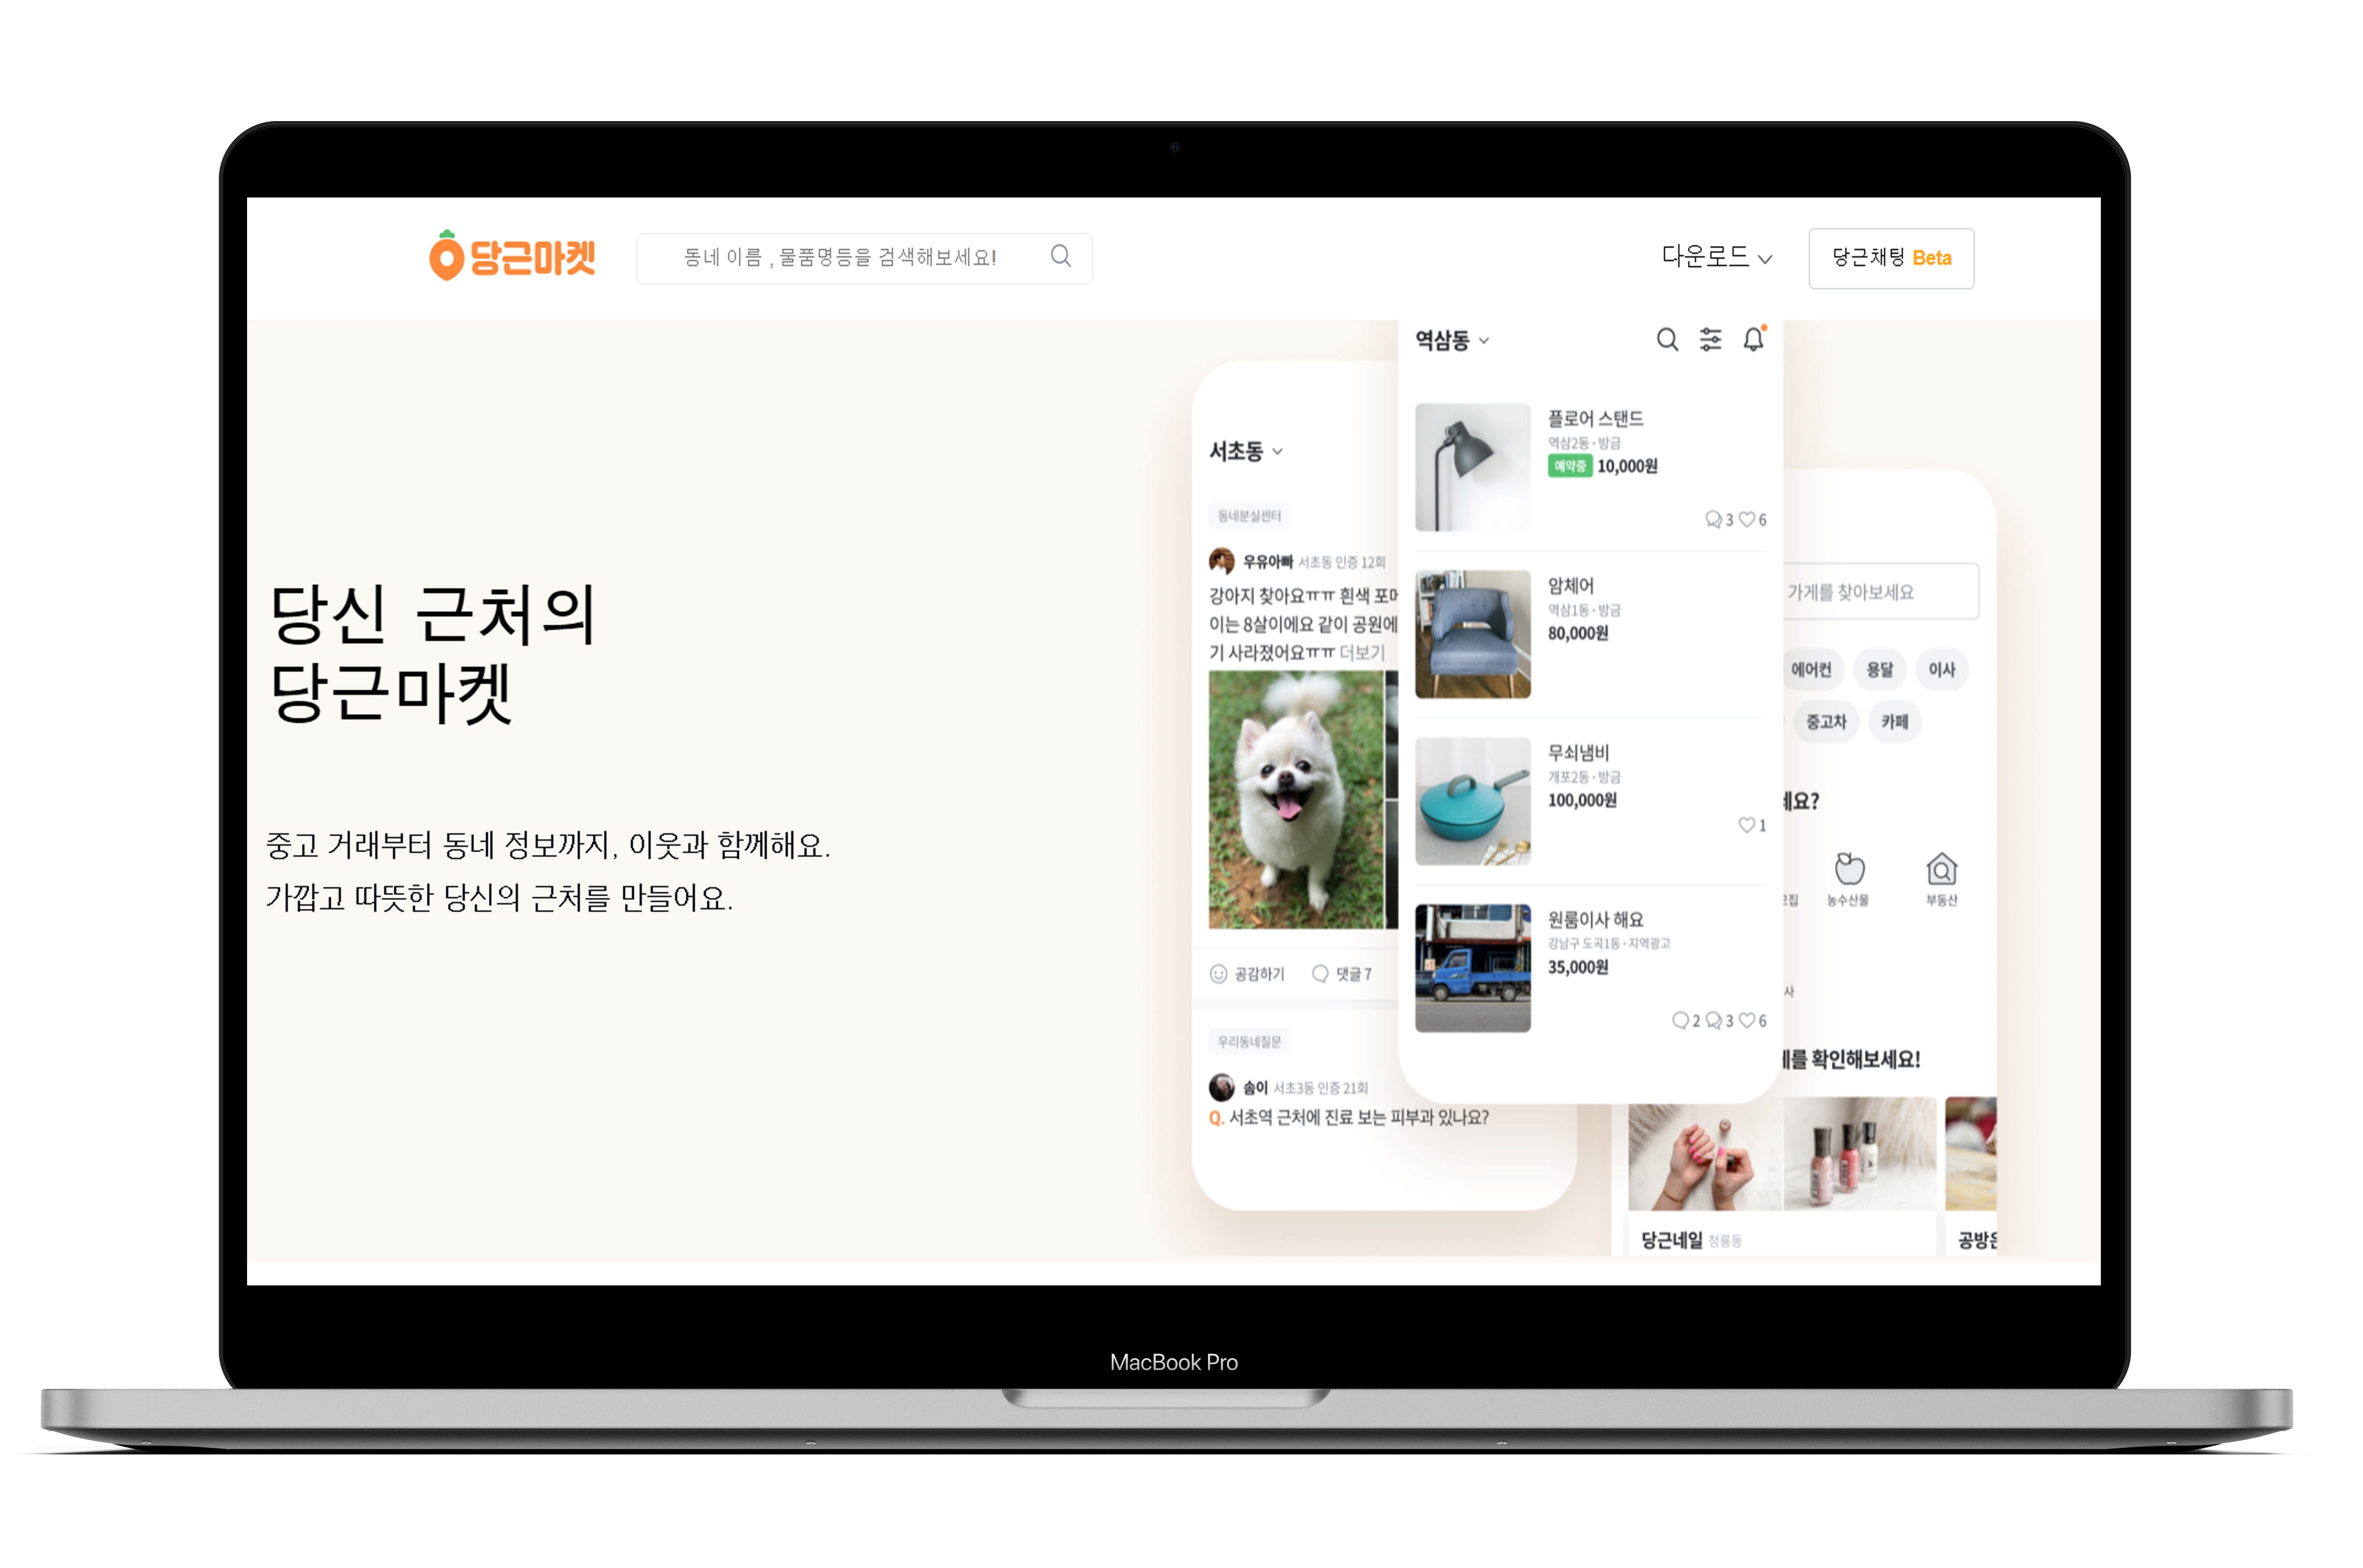 당근마켓
동네 이름 , 물품명등을 검색해보세요!
다운로드
당근채팅 Beta
당신 근처의
당근마켓
중고 거래부터 동네 정보까지, 이웃과 함께해요.
가깝고 따뜻한 당신의 근처를 만들어요.
서초동
동네분실센터
우유아빠 서초동 인증 12회
강아지 찾아요ㅠㅠ 흰색
이는 8살이에요 같이 공원에
기 사라졌어요ㅠㅠ 더보기
공감하기 댓글 7
우리동네질문
솜이 서초3동 인증 21회
Q. 서초역 근처에 진료 보는 피부과 있나요?
역삼동
플로어 스탠드
역삼2동 · 방금
예약중 10,000원
3 6
암체어
역삼1동 · 방금
80,000원
무쇠냄비
개포2동 · 방금
100,000원
1
원룸이사 해요
강남구 도곡1동 · 지역광고
35,000원
2 3 6
가게를 찾아보세요
에어컨 용달 이사
중고차 카페
요?
농수산물 부동산
사
를 확인해보세요!
당근네일 청룡동
공방
MacBook Pro